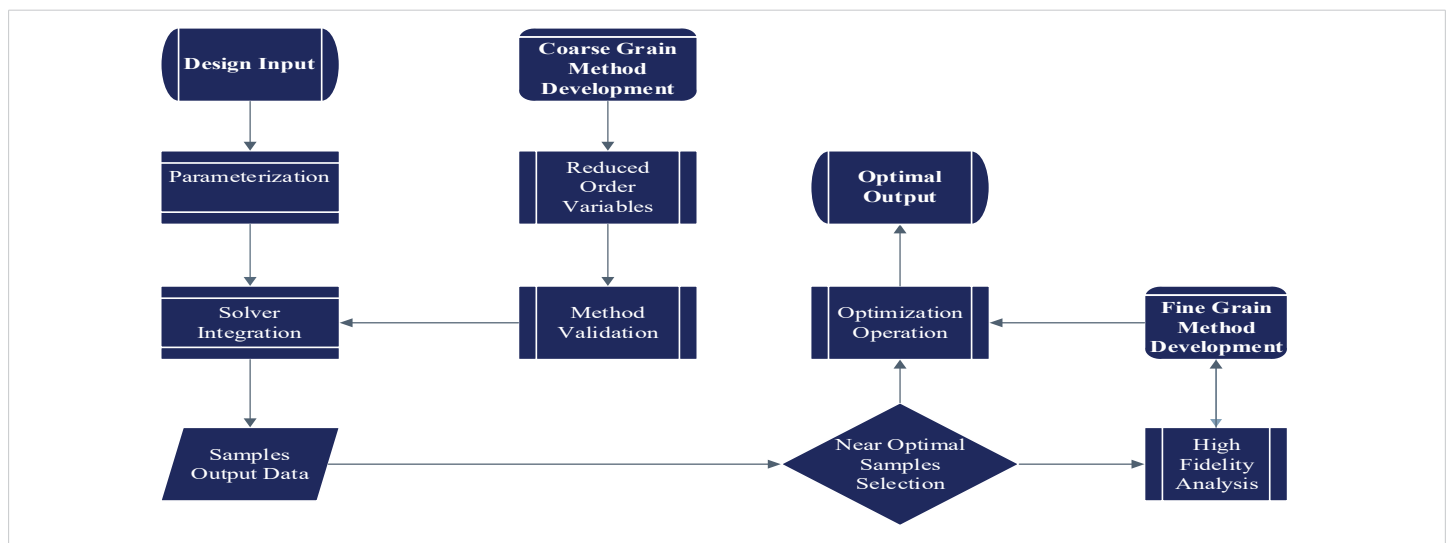 Design Input
Coarse Grain
Method
Development
Parameterization
Reduced
Order
Variables
Optimal
Output
Solver
Integration
Method
Validation
Optimization
Operation
Fine Grain
Method
Development
Samples
Output Data
Near Optimal
Samples
Selection
High
Fidelity
Analysis